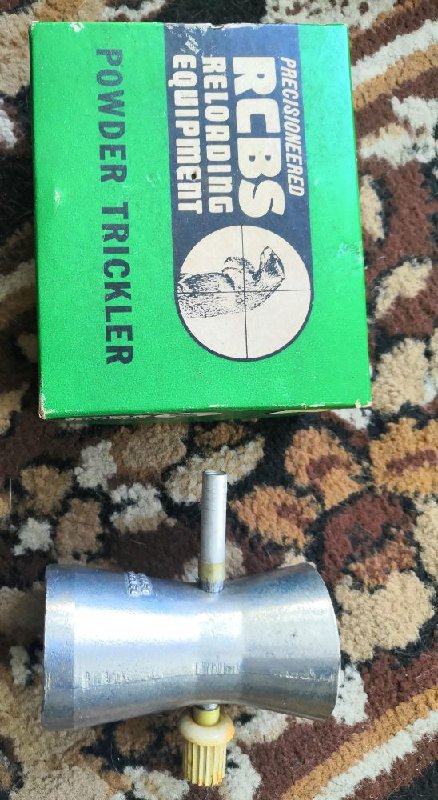 PRECISIONEERED
RCBS
RELOADING
EQUIPMENT
POWDER TRICKLER